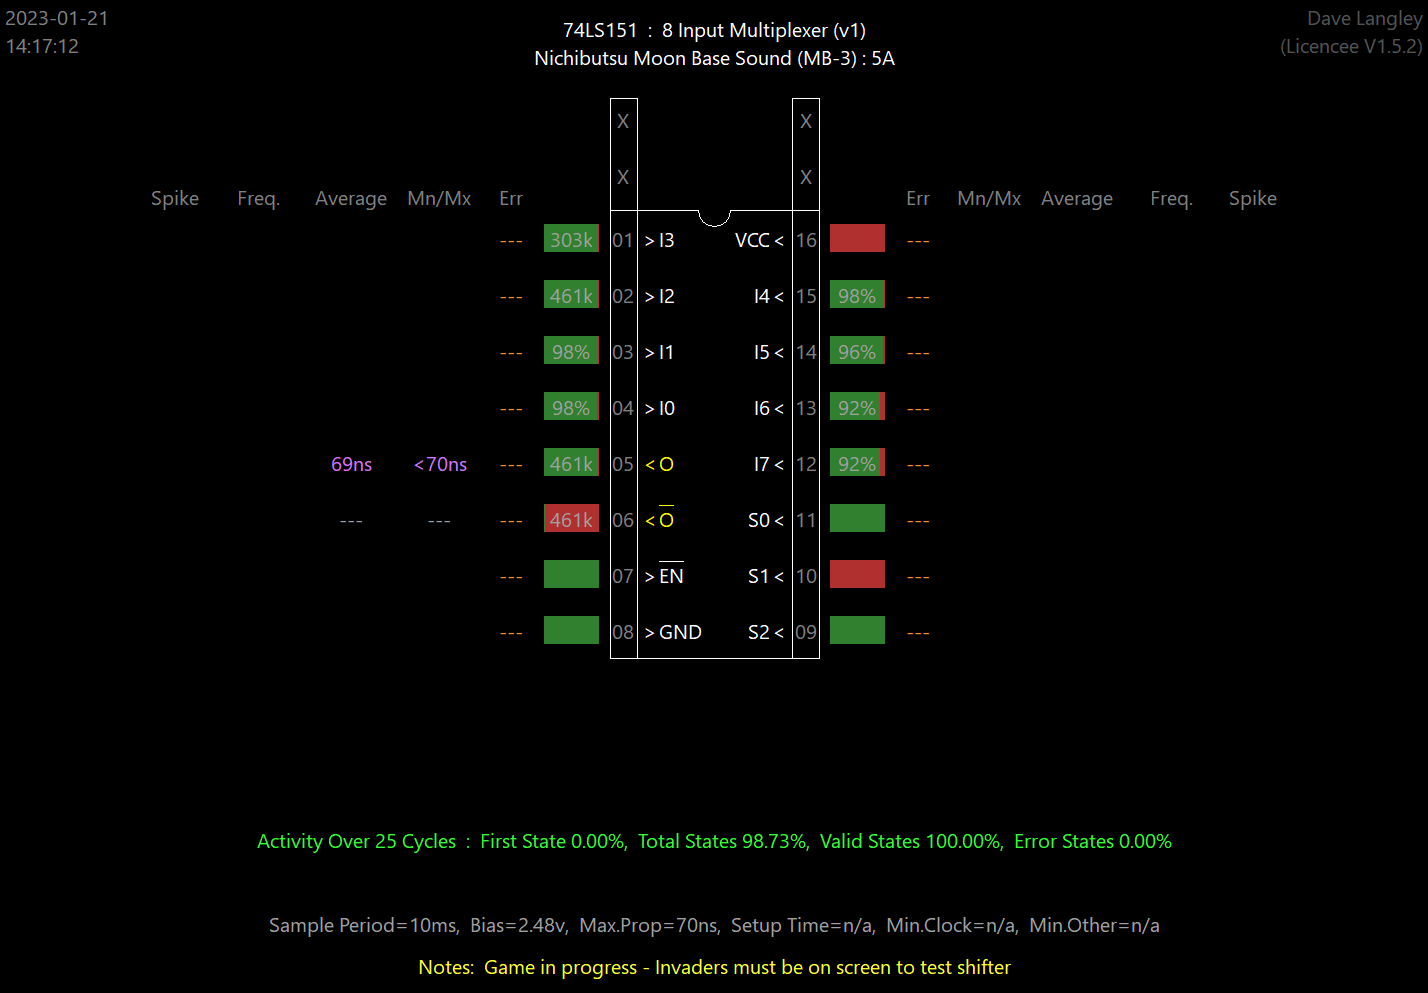 2023-01-21
14:17:12
74LS151 : 8 Input Multiplexer (v1)
Nichibutsu Moon Base Sound (MB-3) : 5A
Dave Langley
(Licencee V1.5.2)
X X
X X
Spike Freq. Average Mn/Mx Err Err Mn/Mx Average Freq. Spike
--- 303k 01 > I3 VCC < 16 ---
--- 461k 02 > I2 I4 < 15 98% ---
--- 98% 03 > I1 I5 < 14 96% ---
--- 98% 04 > I0 I6 < 13 92% ---
69ns <70ns --- 461k 05 < O I7 < 12 92% ---
--- --- --- 461k 06 < O S0 < 11 ---
--- 07 > EN S1 < 10 ---
--- 08 > GND S2 < 09 ---
Activity Over 25 Cycles : First State 0.00%, Total States 98.73%, Valid States 100.00%, Error States 0.00%
Sample Period=10ms, Bias=2.48v, Max.Prop=70ns, Setup Time=n/a, Min.Clock=n/a, Min.Other=n/a
Notes: Game in progress - Invaders must be on screen to test shifter